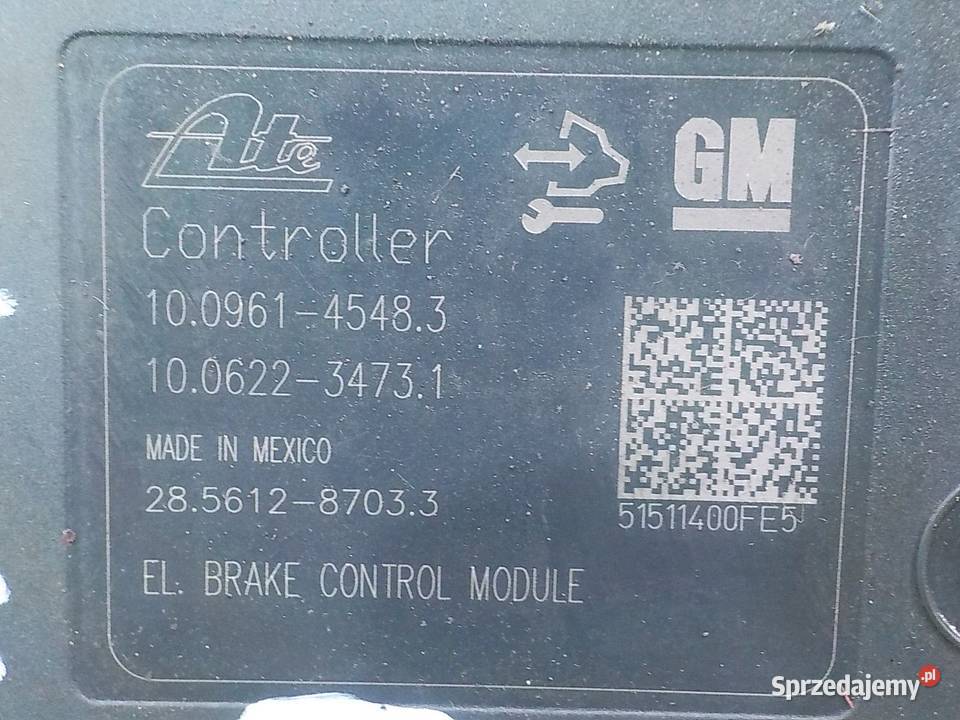 Ate
GM
Controller
10.0961-4548.3
10.0622-3473.1
MADE IN MEXICO
28.5612-8703.3
51511400FE5
EL. BRAKE CONTROL MODULE
Sprzedajemy.pl